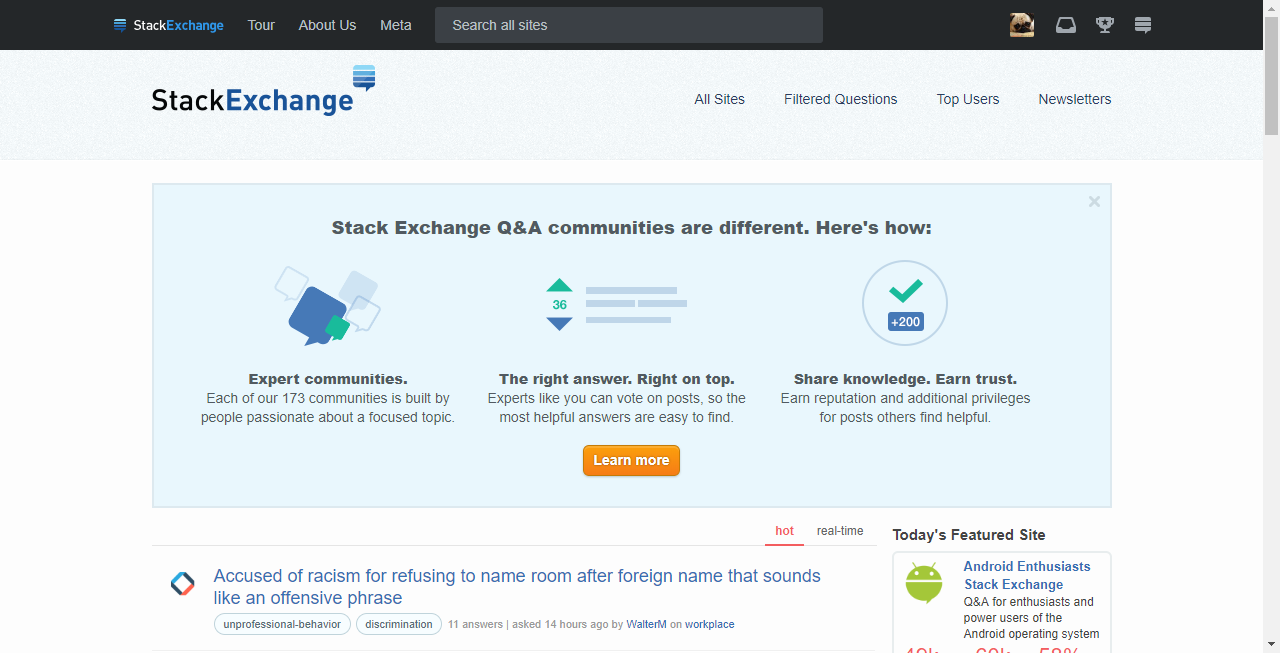 StackExchange Tour About Us Meta Search all sites
StackExchange
All Sites Filtered Questions Top Users Newsletters
Stack Exchange Q&A communities are different. Here's how:
36
+200
Expert communities.
Each of our 173 communities is built by
people passionate about a focused topic.
The right answer. Right on top.
Experts like you can vote on posts, so the
most helpful answers are easy to find.
Share knowledge. Earn trust.
Earn reputation and additional privileges
for posts others find helpful.
Learn more
hot real-time
Accused of racism for refusing to name room after foreign name that sounds
like an offensive phrase
unprofessional-behavior discrimination 11 answers | asked 14 hours ago by WalterM on workplace
Today's Featured Site
Android Enthusiasts
Stack Exchange
Q&A for enthusiasts and
power users of the
Android operating system